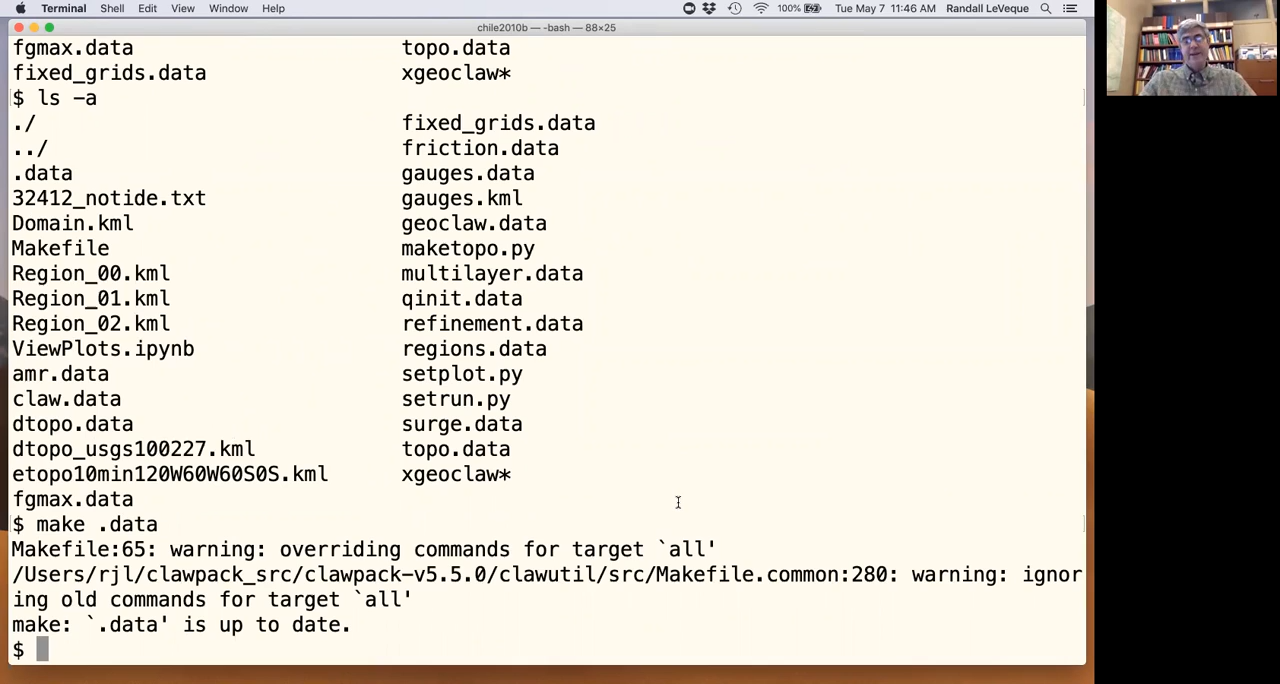 Terminal Shell Edit View Window Help 100% Tue May 7 11:46 AM Randall LeVeque
chile2010b — -bash — 88×25
fgmax.data topo.data
fixed_grids.data xgeoclaw*
$ ls -a
./ fixed_grids.data
../ friction.data
.data gauges.data
32412_notide.txt gauges.kml
Domain.kml geoclaw.data
Makefile maketopo.py
Region_00.kml multilayer.data
Region_01.kml qinit.data
Region_02.kml refinement.data
ViewPlots.ipynb regions.data
amr.data setplot.py
claw.data setrun.py
dtopo.data surge.data
dtopo_usgs100227.kml topo.data
etopo10min120W60W60S0S.kml xgeoclaw*
fgmax.data
$ make .data
Makefile:65: warning: overriding commands for target `all'
/Users/rjl/clawpack_src/clawpack-v5.5.0/clawutil/src/Makefile.common:280: warning: ignor
ing old commands for target `all'
make: `.data' is up to date.
$